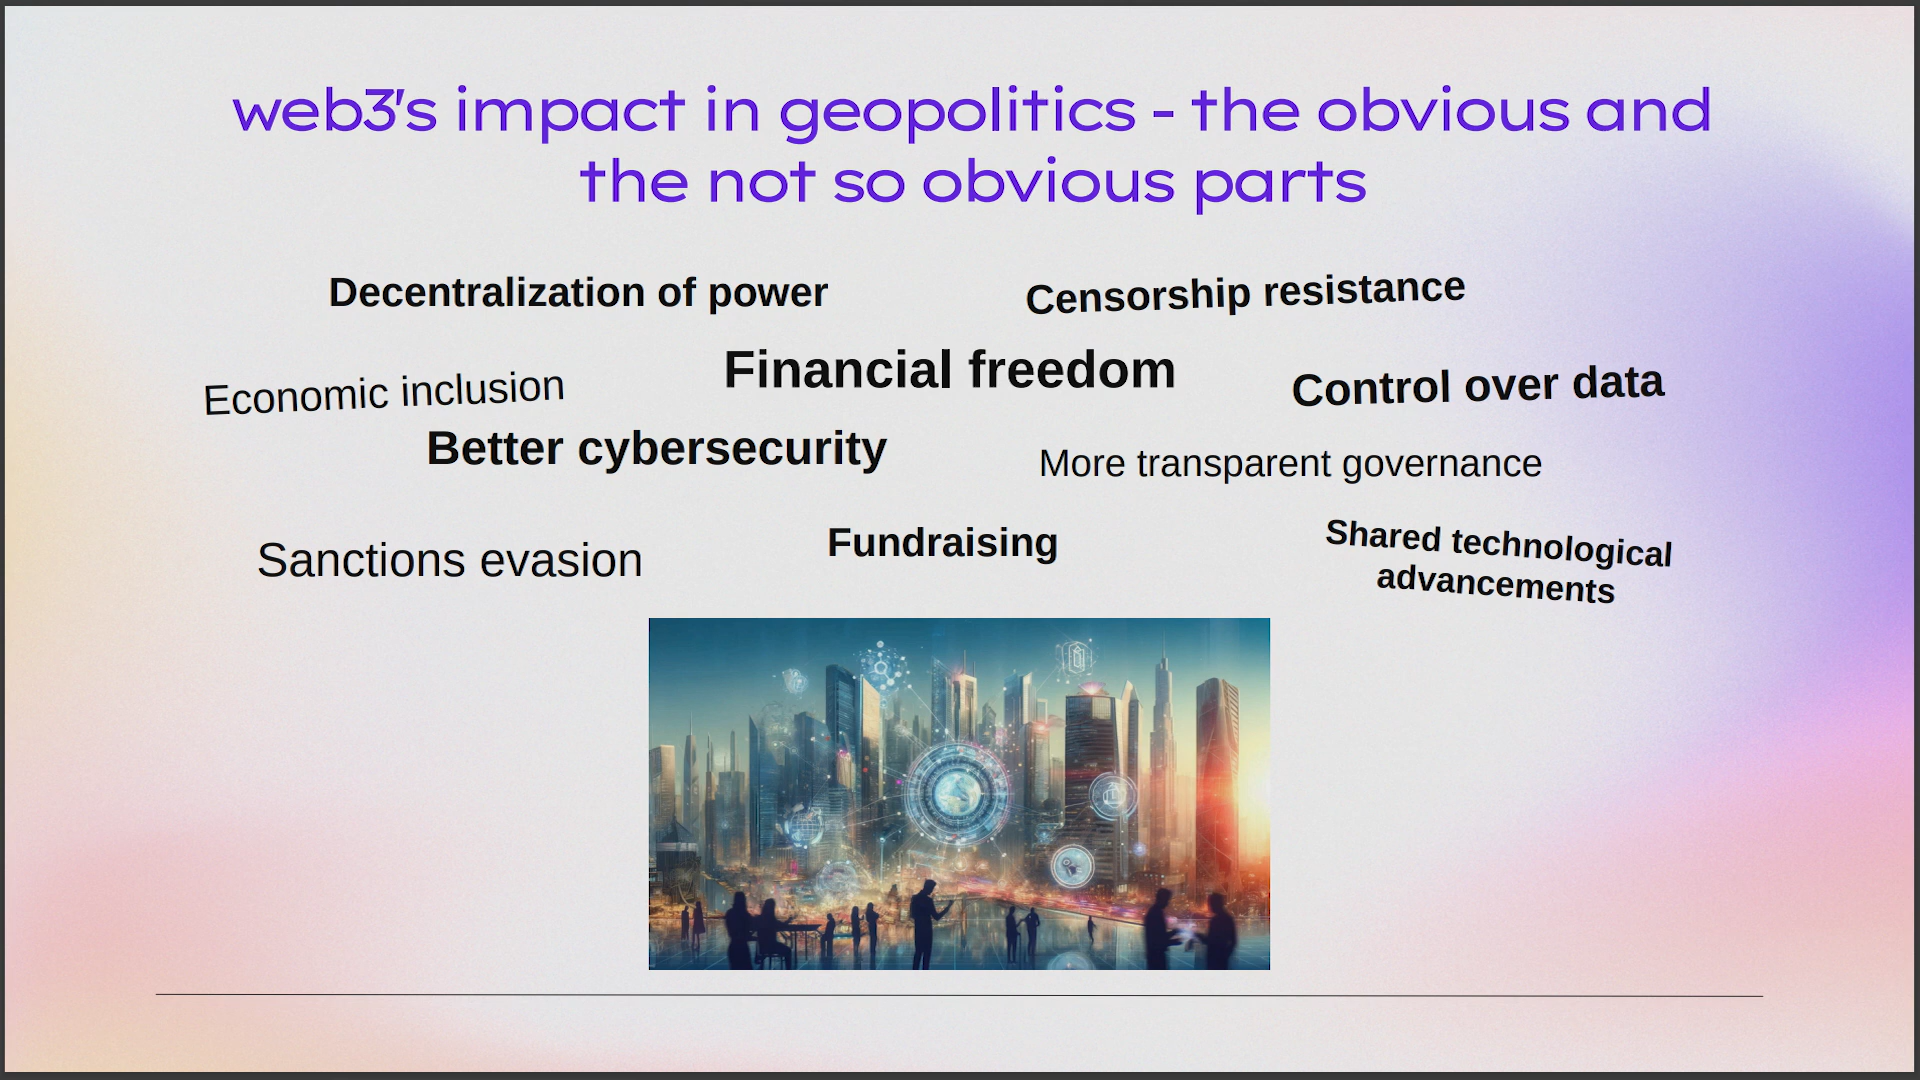 web3's impact in geopolitics - the obvious and
the not so obvious parts
Decentralization of power
Censorship resistance
Financial freedom
Economic inclusion
Control over data
Better cybersecurity
More transparent governance
Sanctions evasion
Fundraising
Shared technological
advancements